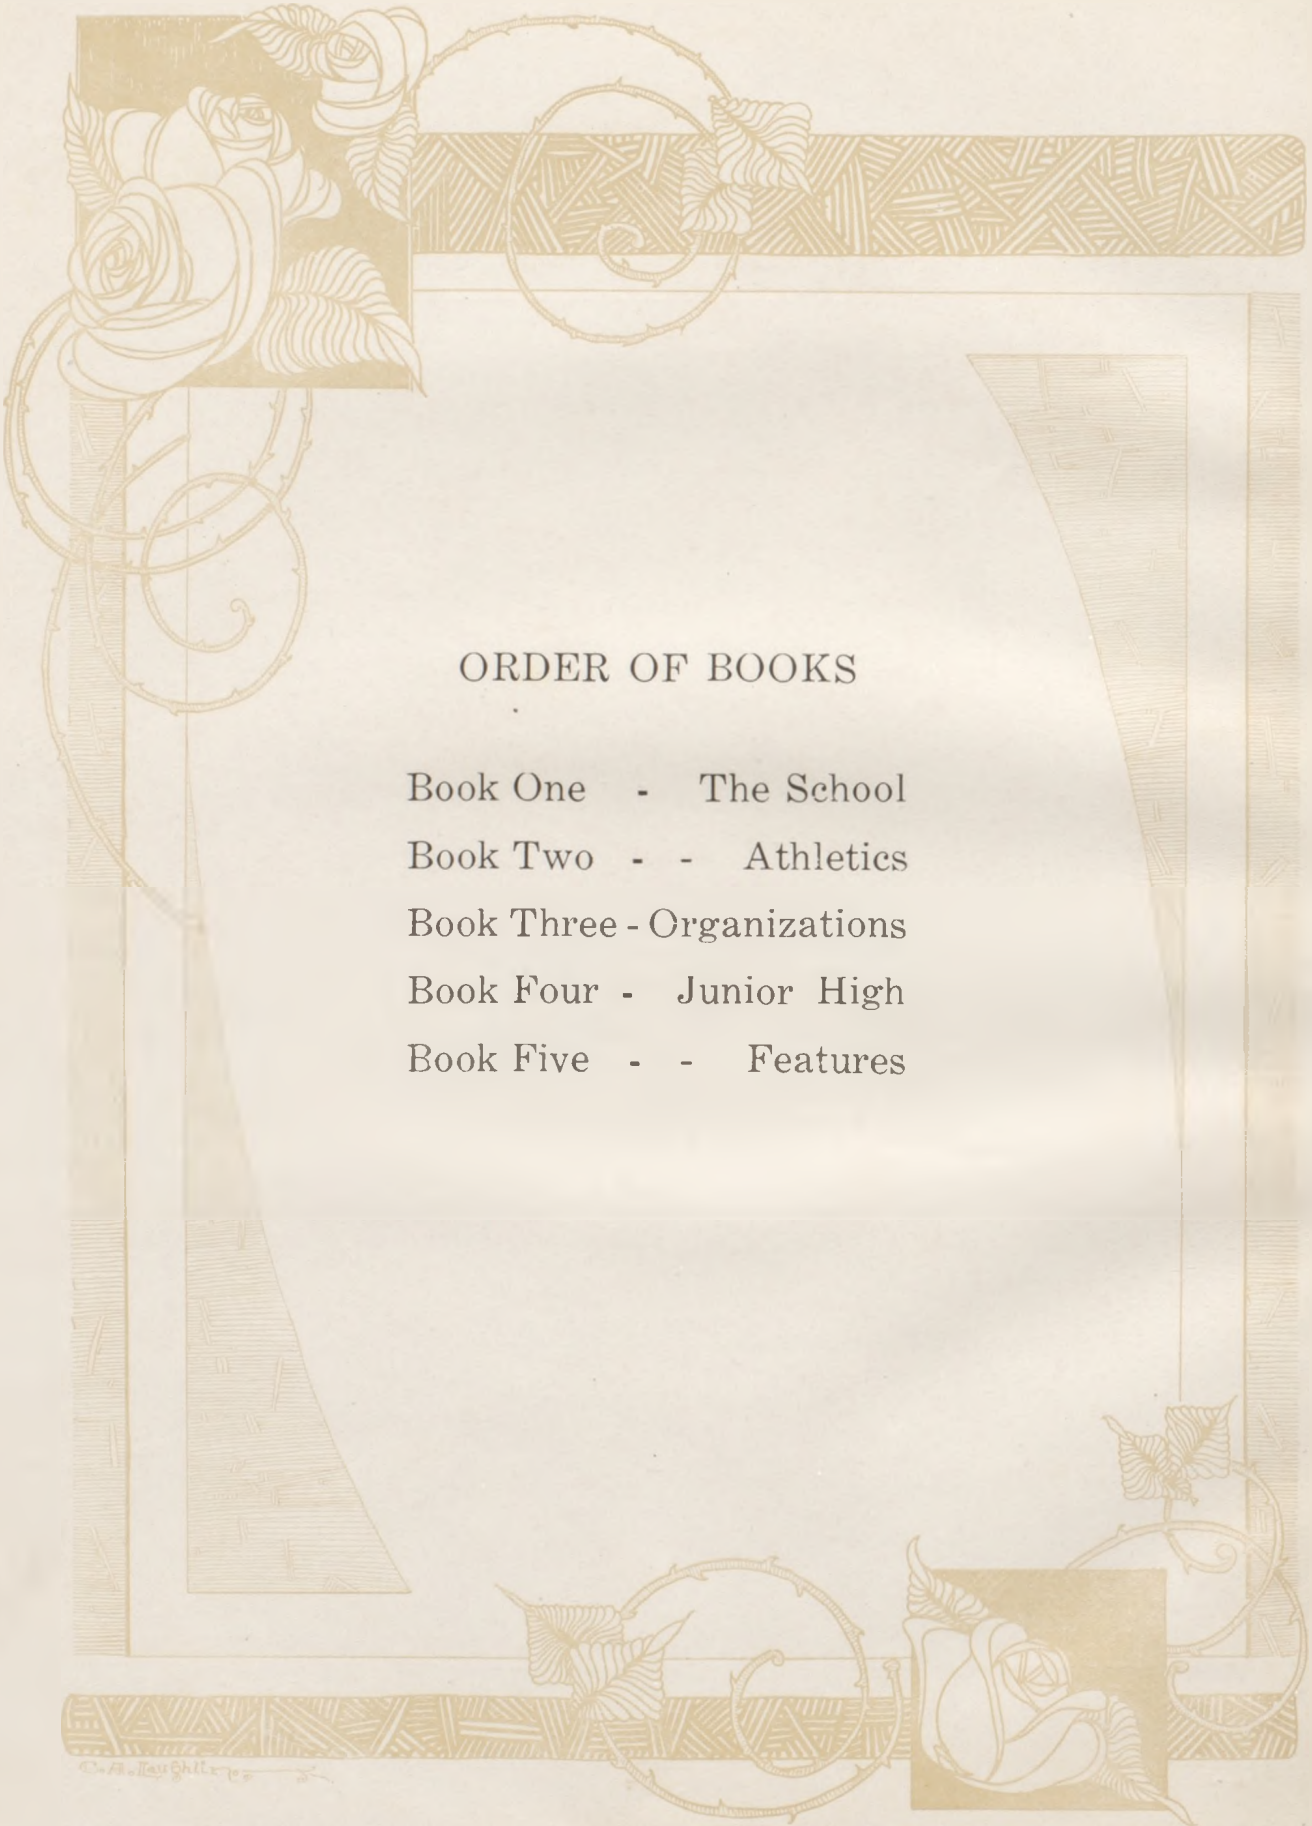 ORDER OF BOOKS
Book One - The School
Book Two - - Athletics
Book Three - Organizations
Book Four - Junior High
Book Five - - Features